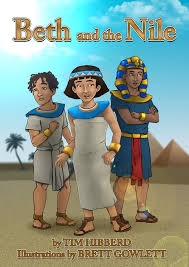 Beth and the Nile
by TIM HIBBERD
Illustrations by BRETT GOWLETT